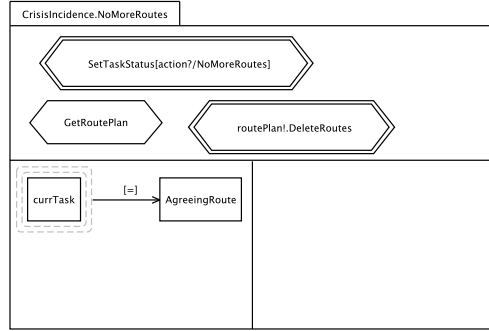 CrisisIncidence.NoMoreRoutes
SetTaskStatus[action?/NoMoreRoutes]
GetRoutePlan
routePlan!.DeleteRoutes
currTask
[=]
AgreeingRoute